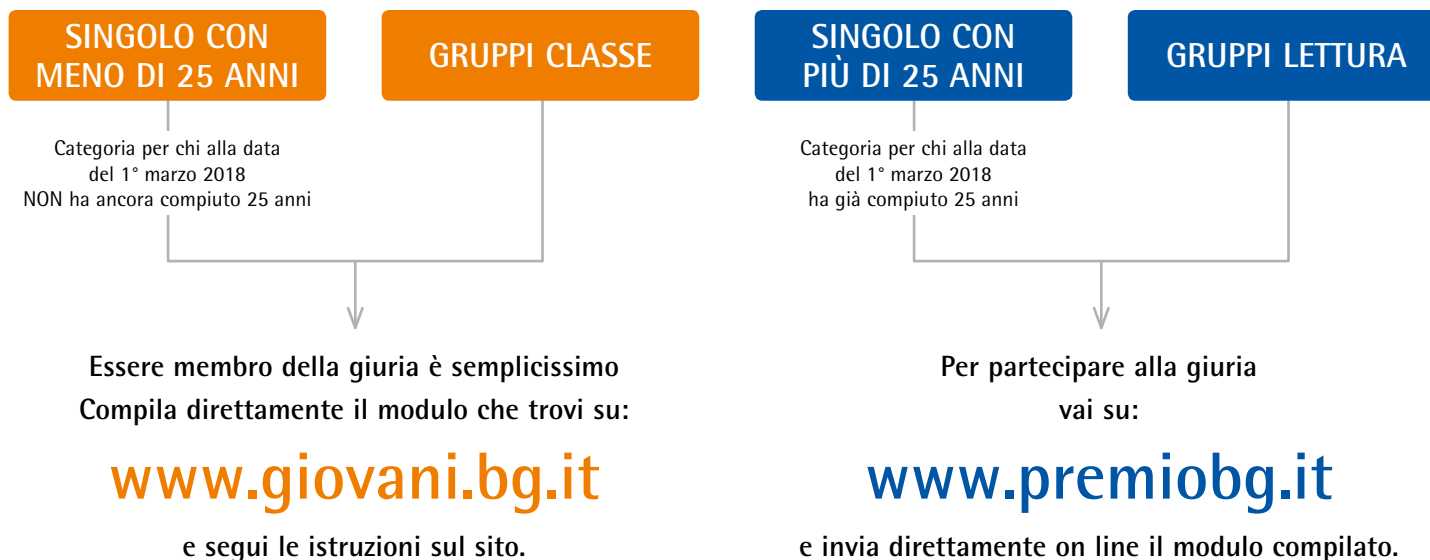 SINGOLO CON
MENO DI 25 ANNI
Categoria per chi alla data
del 1° marzo 2018
NON ha ancora compiuto 25 anni
GRUPPI CLASSE
Essere membro della giuria è semplicissimo
Compila direttamente il modulo che trovi su:
www.giovani.bg.it
e segui le istruzioni sul sito.
SINGOLO CON
PIÙ DI 25 ANNI
Categoria per chi alla data
del 1° marzo 2018
ha già compiuto 25 anni
GRUPPI LETTURA
Per partecipare alla giuria
vai su:
www.premiobg.it
e invia direttamente on line il modulo compilato.